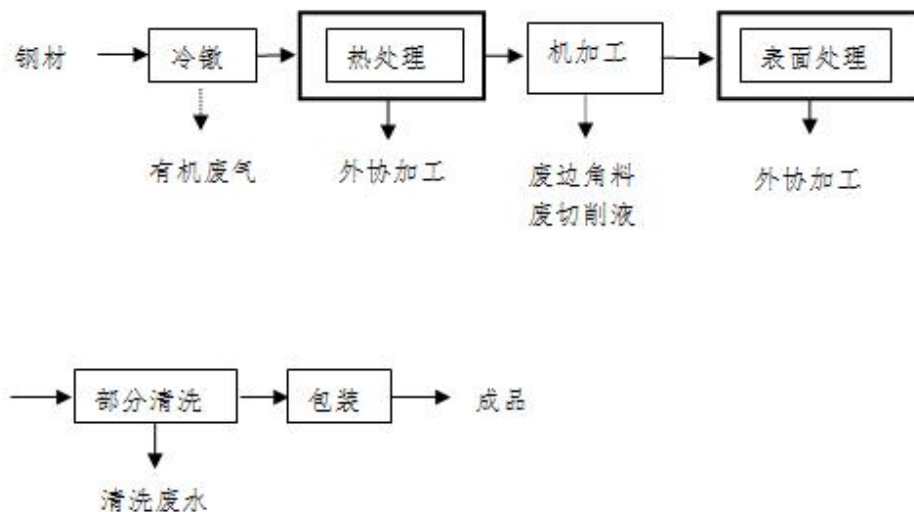 钢材
冷镦
热处理
机加工
表面处理
有机废气
外协加工
废边角料
废切削液
外协加工
部分清洗
包装
成品
清洗废水